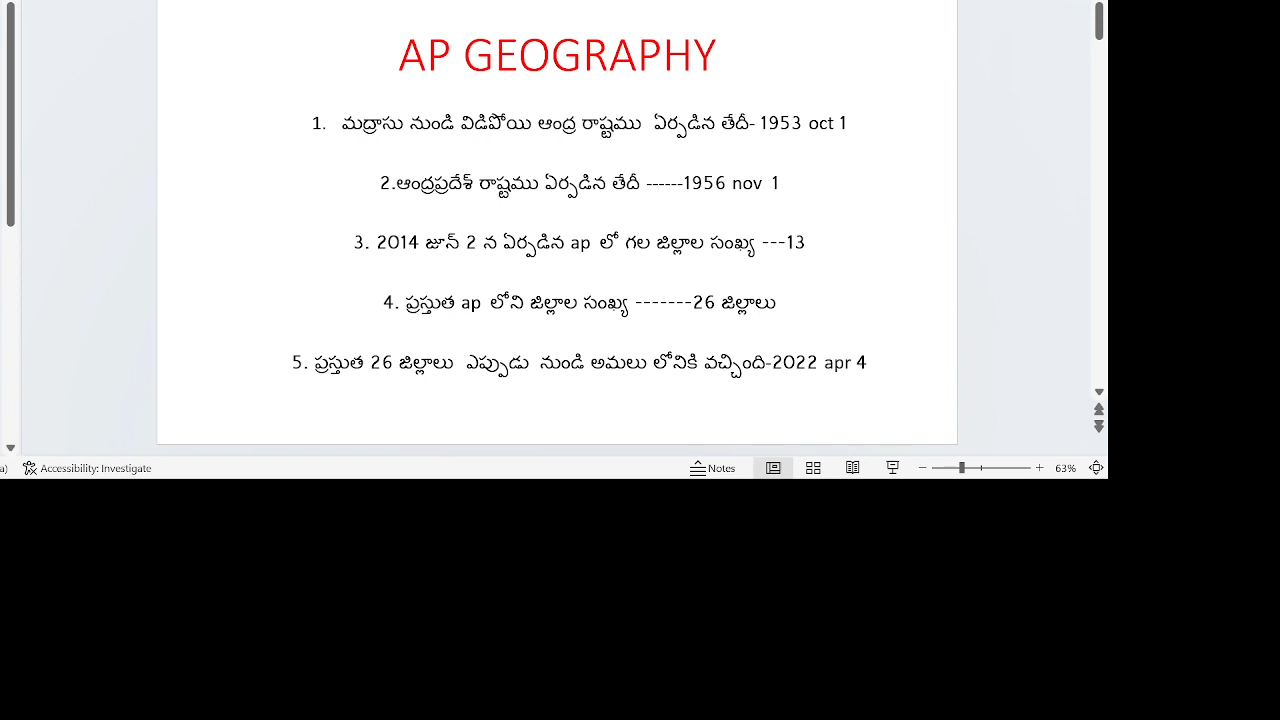 AP GEOGRAPHY
1. మద్రాసు నుండి విడిపోయి ఆంద్ర రాష్టము ఏర్పడిన తేదీ- 1953 oct 1
2.ఆంద్రప్రదేశ్ రాష్టము ఏర్పడిన తేదీ ------1956 nov 1
3. 2014 జూన్ 2 న ఏర్పడిన ap లో గల జిల్లాల సంఖ్య ---13
4. ప్రస్తుత ap లోని జిల్లాల సంఖ్య -------26 జిల్లాలు
5. ప్రస్తుత 26 జిల్లాలు ఎప్పుడు నుండి అమలు లోనికి వచ్చింది-2022 apr 4
a) Accessibility: Investigate Notes 63%